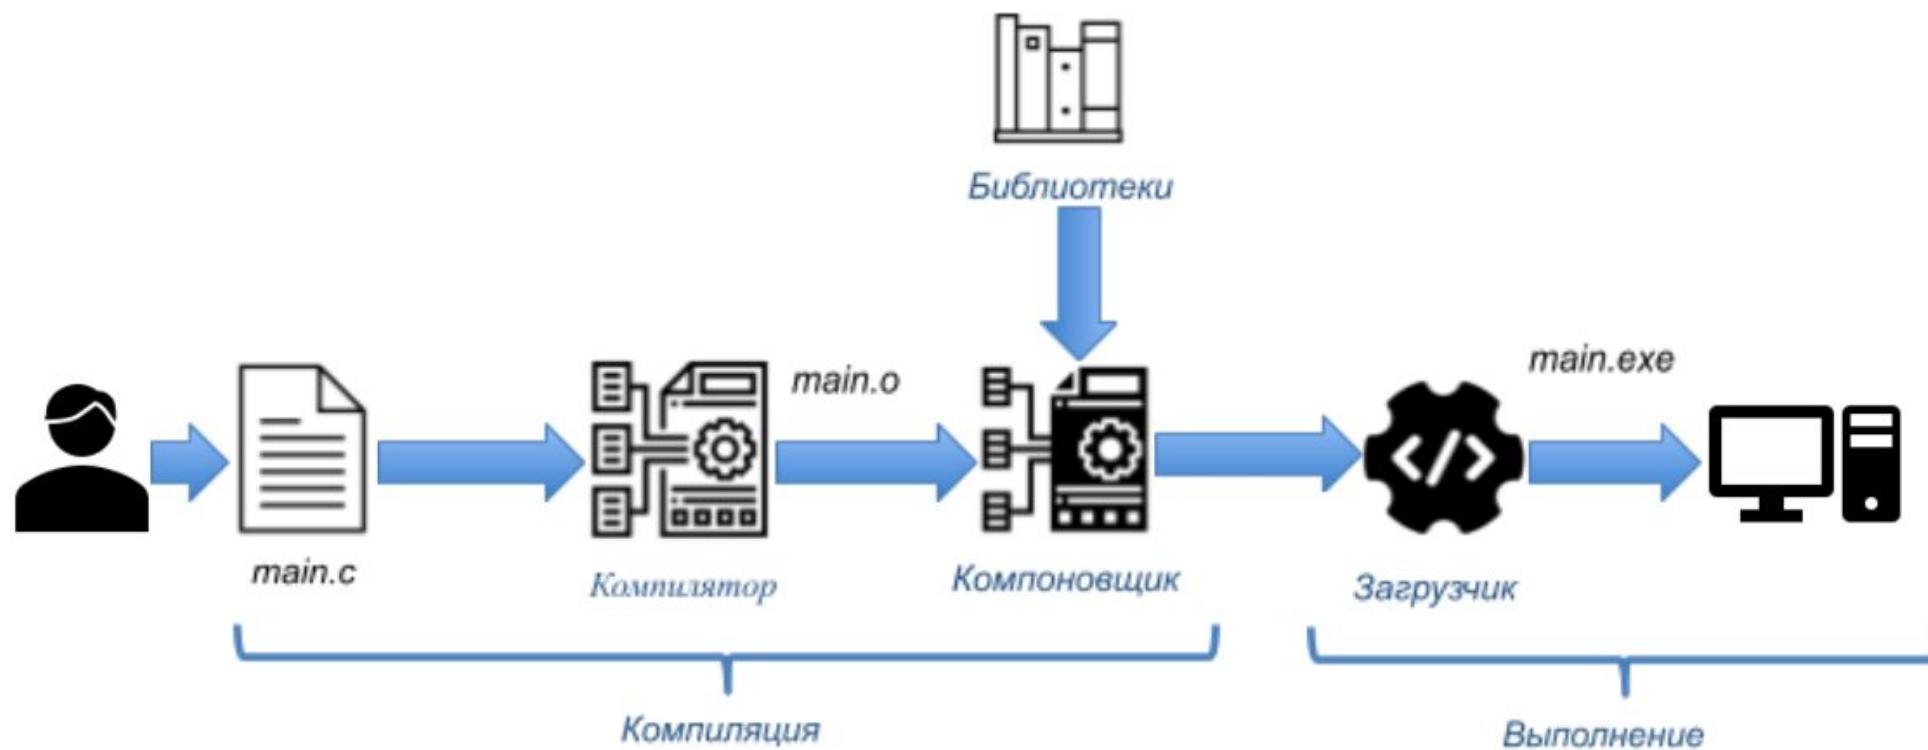 Библиотеки
main.exe
main.o
main.c
Компилятор
Компоновщик
Загрузчик
Компиляция
Выполнение